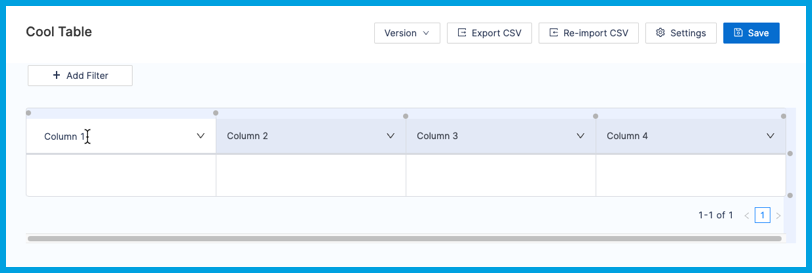 Cool Table
Version
Export CSV
Re-import CSV
Settings
Save
+ Add Filter
Column 1
Column 2
Column 3
Column 4
1-1 of 1
1